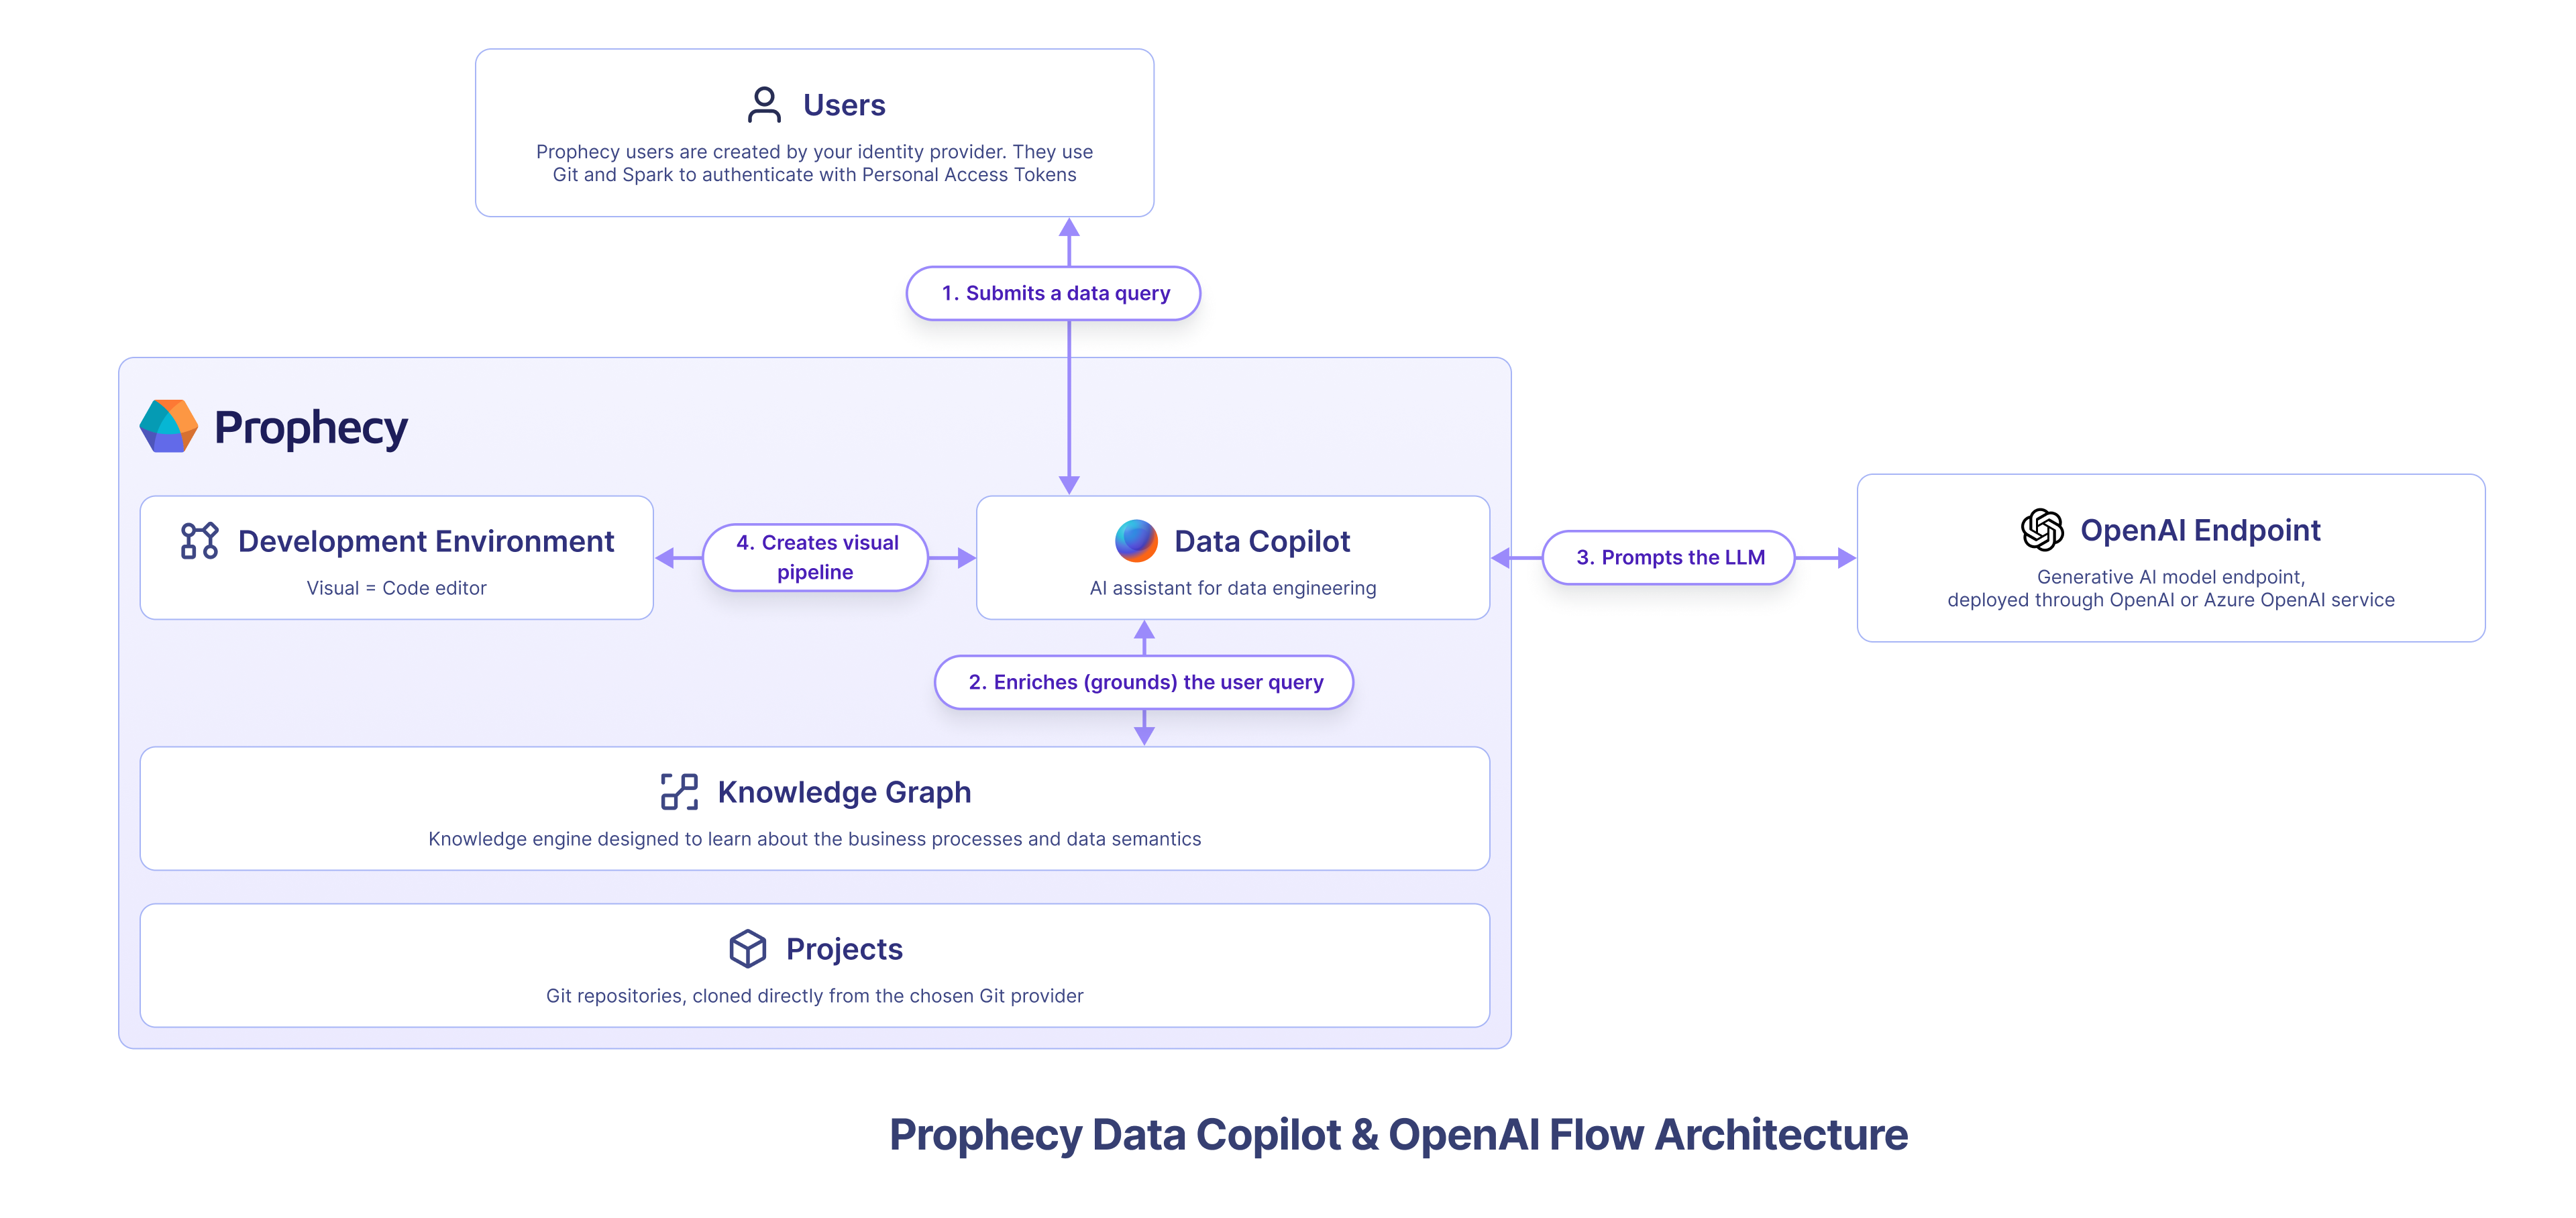 Users
Prophecy users are created by your identity provider. They use
Git and Spark to authenticate with Personal Access Tokens
1. Submits a data query
Prophecy
Development Environment
Visual = Code editor
4. Creates visual
pipeline
Data Copilot
AI assistant for data engineering
3. Prompts the LLM
OpenAI Endpoint
Generative AI model endpoint,
deployed through OpenAI or Azure OpenAI service
2. Enriches (grounds) the user query
Knowledge Graph
Knowledge engine designed to learn about the business processes and data semantics
Projects
Git repositories, cloned directly from the chosen Git provider
Prophecy Data Copilot & OpenAI Flow Architecture